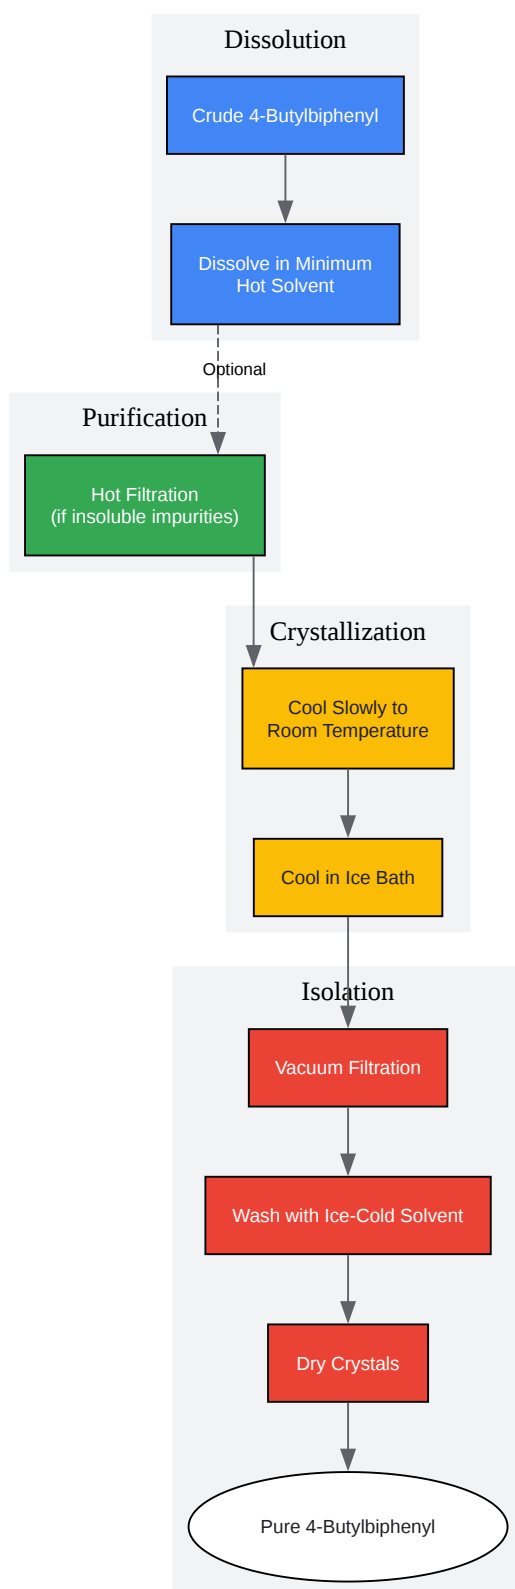 Dissolution
Crude 4-Butylbiphenyl
Dissolve in Minimum
Hot Solvent
Optional
Purification
Hot Filtration
(if insoluble impurities)
Crystallization
Cool Slowly to
Room Temperature
Cool in Ice Bath
Isolation
Vacuum Filtration
Wash with Ice-Cold Solvent
Dry Crystals
Pure 4-Butylbiphenyl